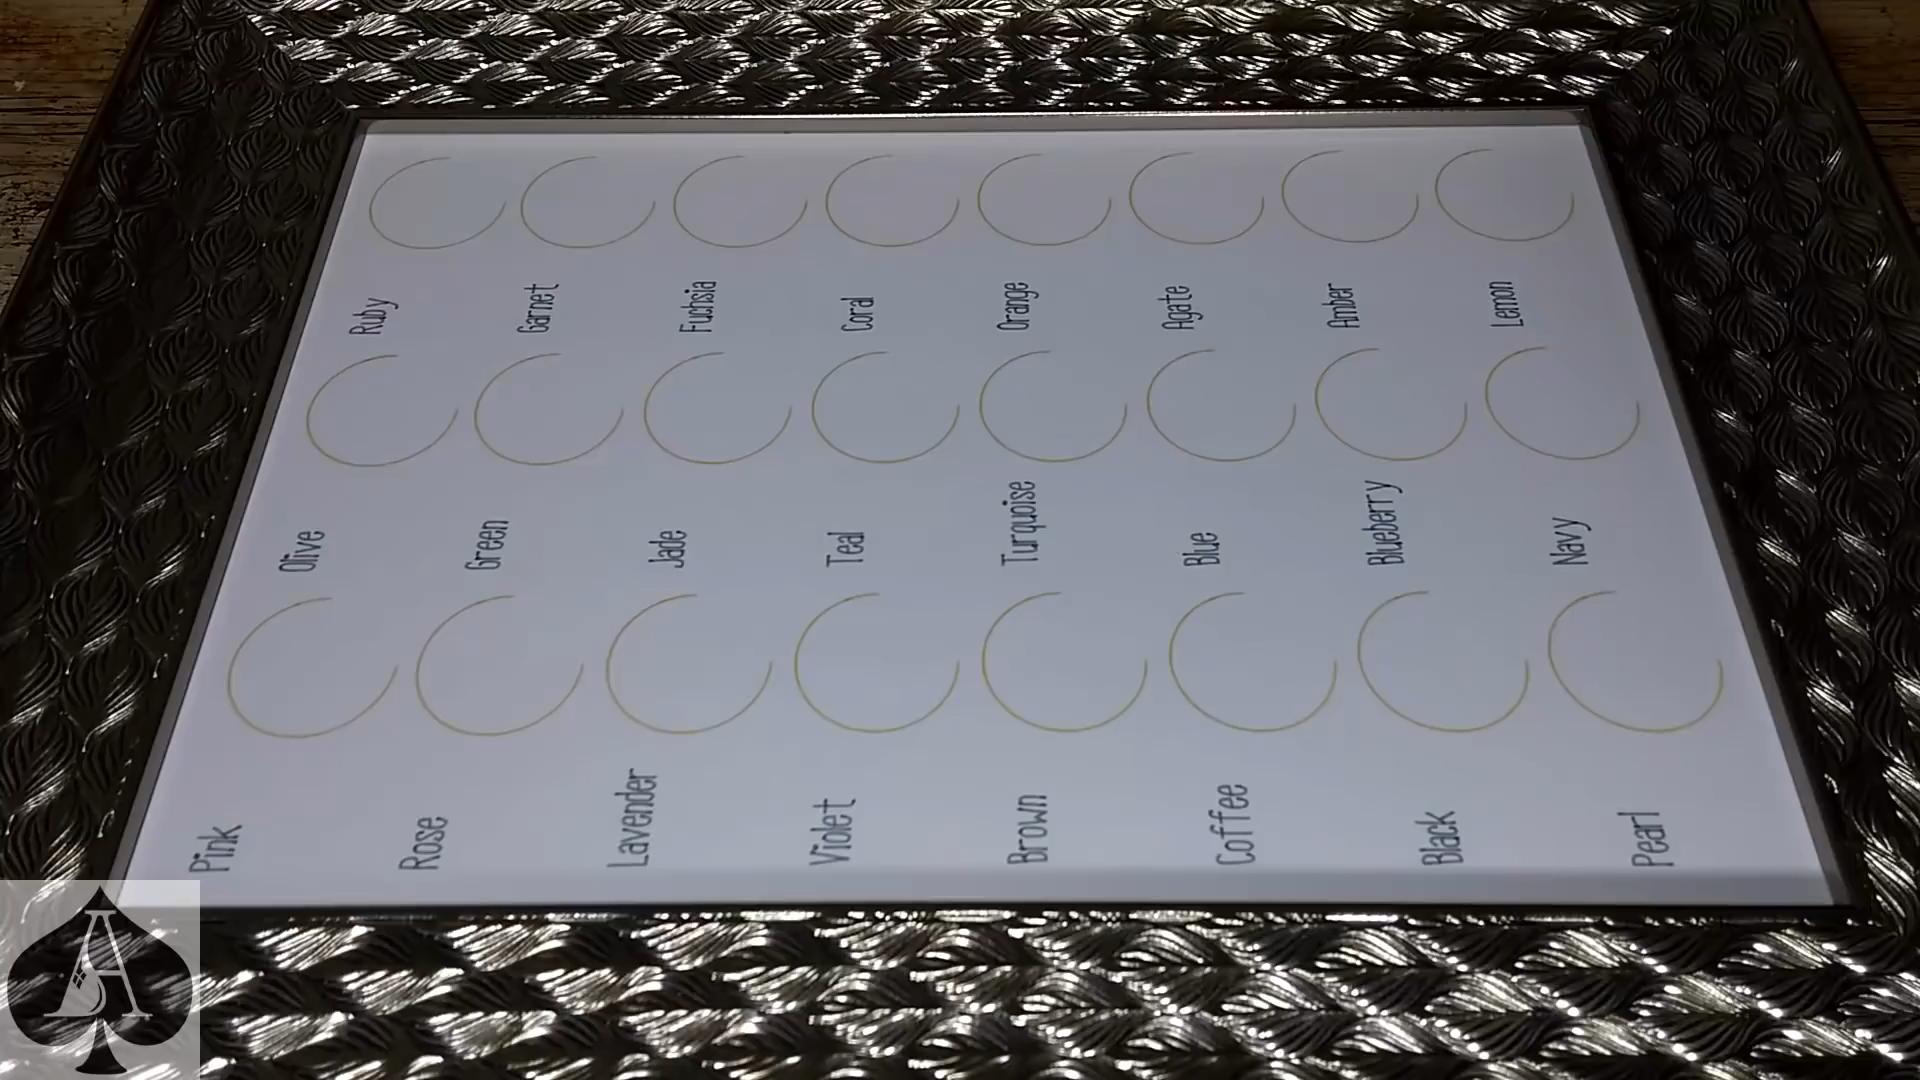 Ruby
Garnet
Fuchsia
Coral
Orange
Agate
Amber
Lemon
Olive
Green
Jade
Teal
Turquoise
Blue
Blueberry
Navy
Pink
Rose
Lavender
Violet
Brown
Coffee
Black
Pearl
A